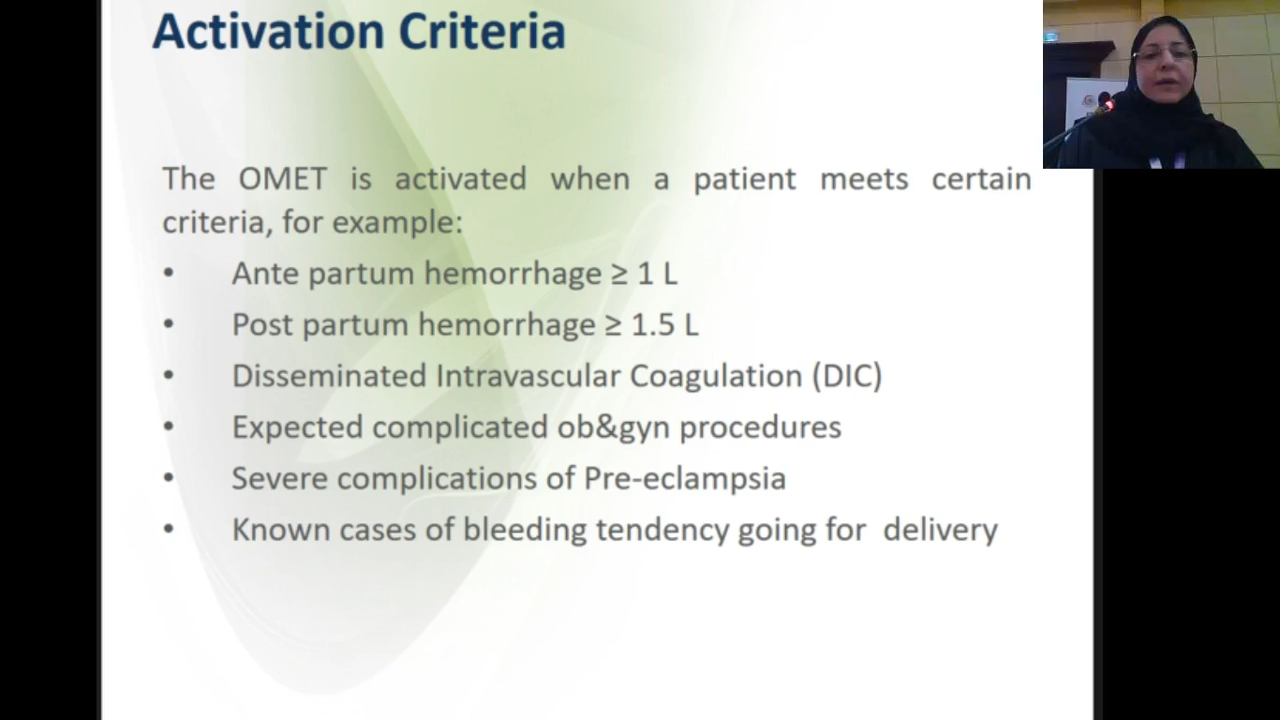 Activation Criteria
The OMET is activated when a patient meets certain
criteria, for example:
• Ante partum hemorrhage ≥ 1 L
• Post partum hemorrhage ≥ 1.5 L
• Disseminated Intravascular Coagulation (DIC)
• Expected complicated ob&gyn procedures
• Severe complications of Pre-eclampsia
• Known cases of bleeding tendency going for  delivery